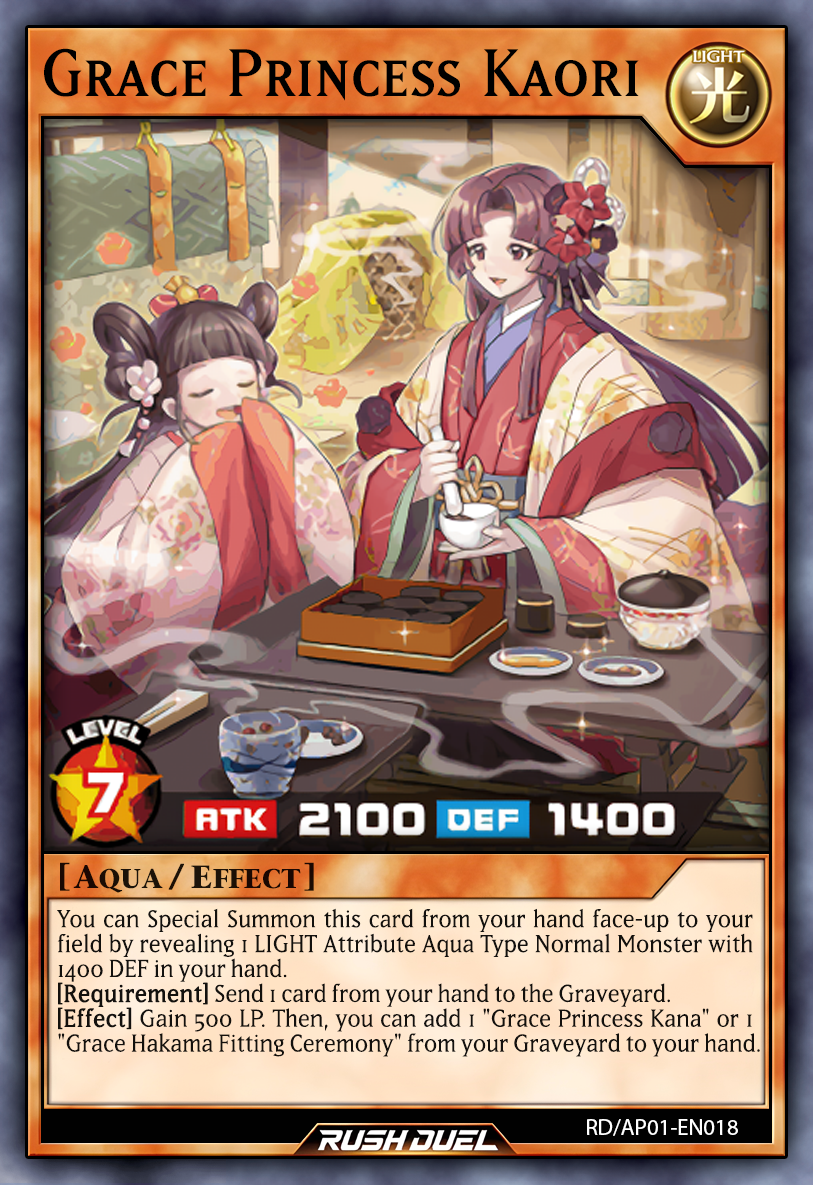 Grace Princess Kaori
LIGHT
光
LEVEL
7
ATK 2100 DEF 1400
[Aqua / Effect]
You can Special Summon this card from your hand face-up to your
field by revealing 1 LIGHT Attribute Aqua Type Normal Monster with
1400 DEF in your hand.
[Requirement] Send 1 card from your hand to the Graveyard.
[Effect] Gain 500 LP. Then, you can add 1 "Grace Princess Kana" or 1
"Grace Hakama Fitting Ceremony" from your Graveyard to your hand.
RD/AP01-EN018
RUSH DUEL